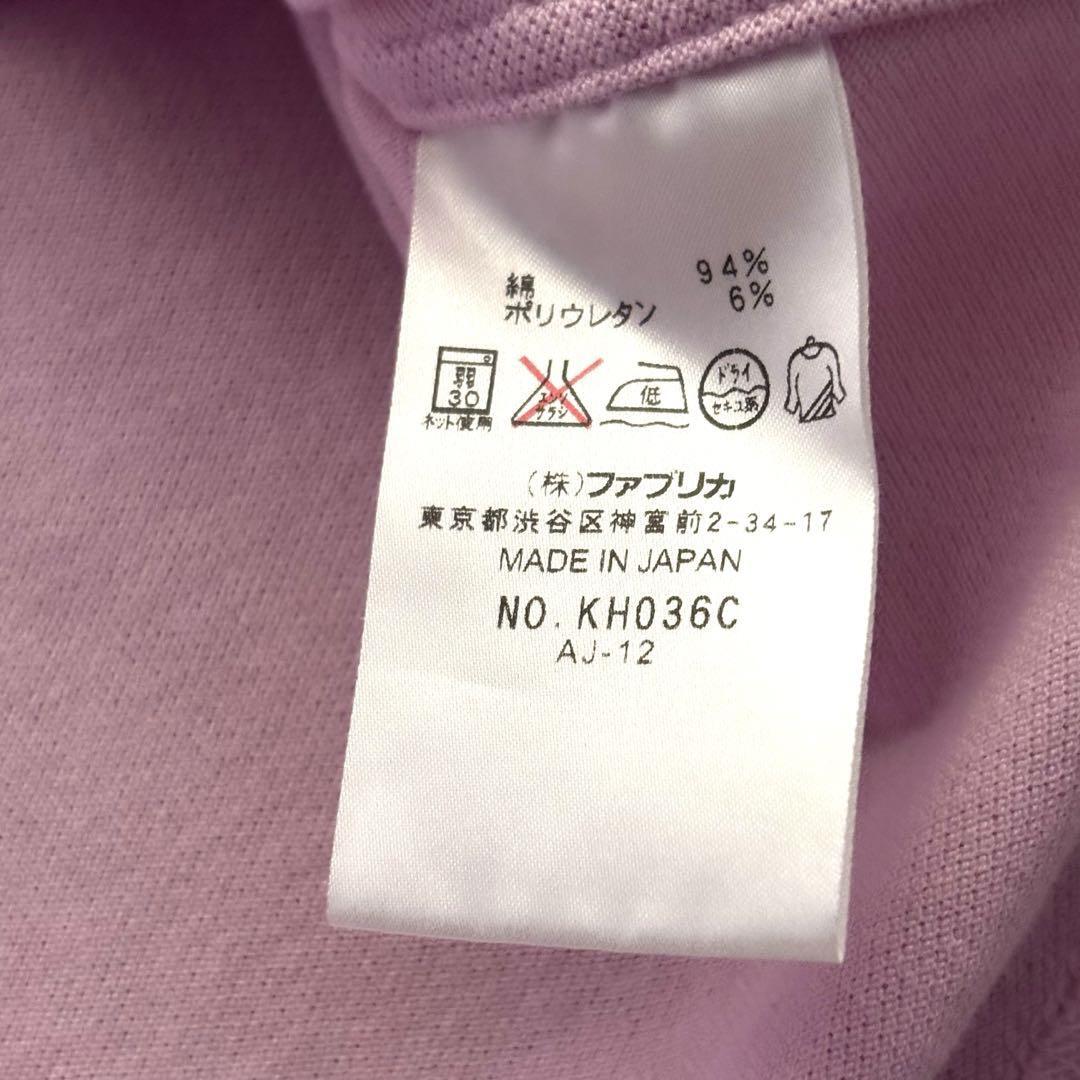 綿 94%
ポリウレタン 6%
弱
30
ネット使用
エンソ
サラシ
低
ドライ
セキユ系
(株)ファブリカ
東京都渋谷区神宮前2-34-17
MADE IN JAPAN
NO. KH036C
AJ-12